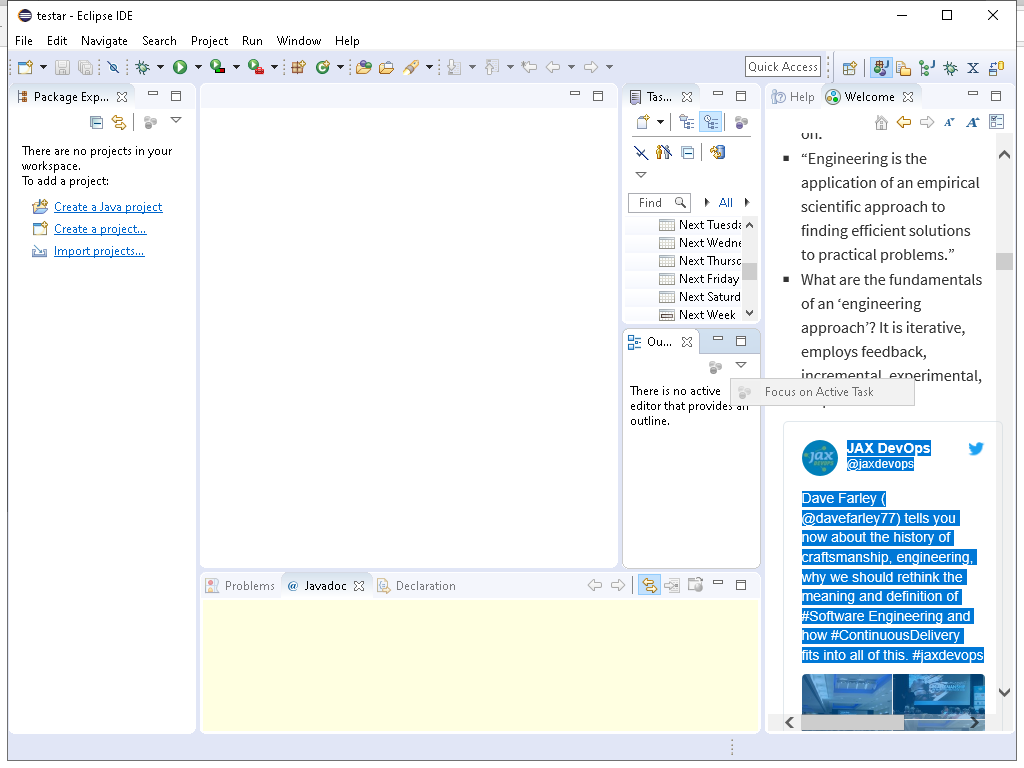 testar - Eclipse IDE
File Edit Navigate Search Project Run Window Help
Quick Access
Package Exp...
There are no projects in your
workspace.
To add a project:
Create a Java project
Create a project...
Import projects...
Tas...
Find
All
Next Tuesda
Next Wedne
Next Thursd
Next Friday
Next Saturd
Next Week
Ou...
There is no active
editor that provides an
outline.
Focus on Active Task
Problems
@ Javadoc
Declaration
Help
Welcome
on.
“Engineering is the
application of an empirical
scientific approach to
finding efficient solutions
to practical problems.”
What are the fundamentals
of an ‘engineering
approach’? It is iterative,
employs feedback,
incremental, experimental,
jax
DEVOPS
JAX DevOps
@jaxdevops
Dave Farley (
@davefarley77) tells you
now about the history of
craftsmanship, engineering,
why we should rethink the
meaning and definition of
#Software Engineering and
how #ContinuousDelivery
fits into all of this. #jaxdevops